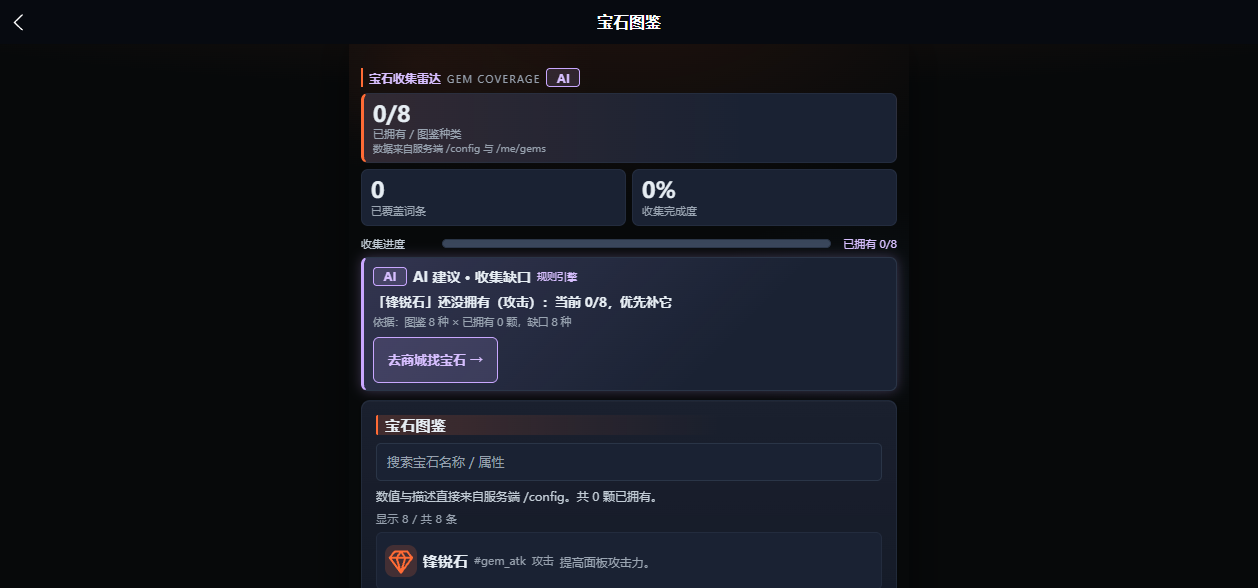 宝石图鉴
宝石收集雷达 GEM COVERAGE AI
0/8
已拥有 / 图鉴种类
数据来自服务端 /config 与 /me/gems
0
已覆盖词条
0%
收集完成度
收集进度 已拥有 0/8
AI AI 建议 • 收集缺口 规则引擎
「锋锐石」还没拥有（攻击）：当前 0/8，优先补它
依据：图鉴 8 种 × 已拥有 0 颗，缺口 8 种
去商城找宝石 →
宝石图鉴
搜索宝石名称 / 属性
数值与描述直接来自服务端 /config。共 0 颗已拥有。
显示 8 / 共 8 条
锋锐石 #gem_atk 攻击 提高面板攻击力。